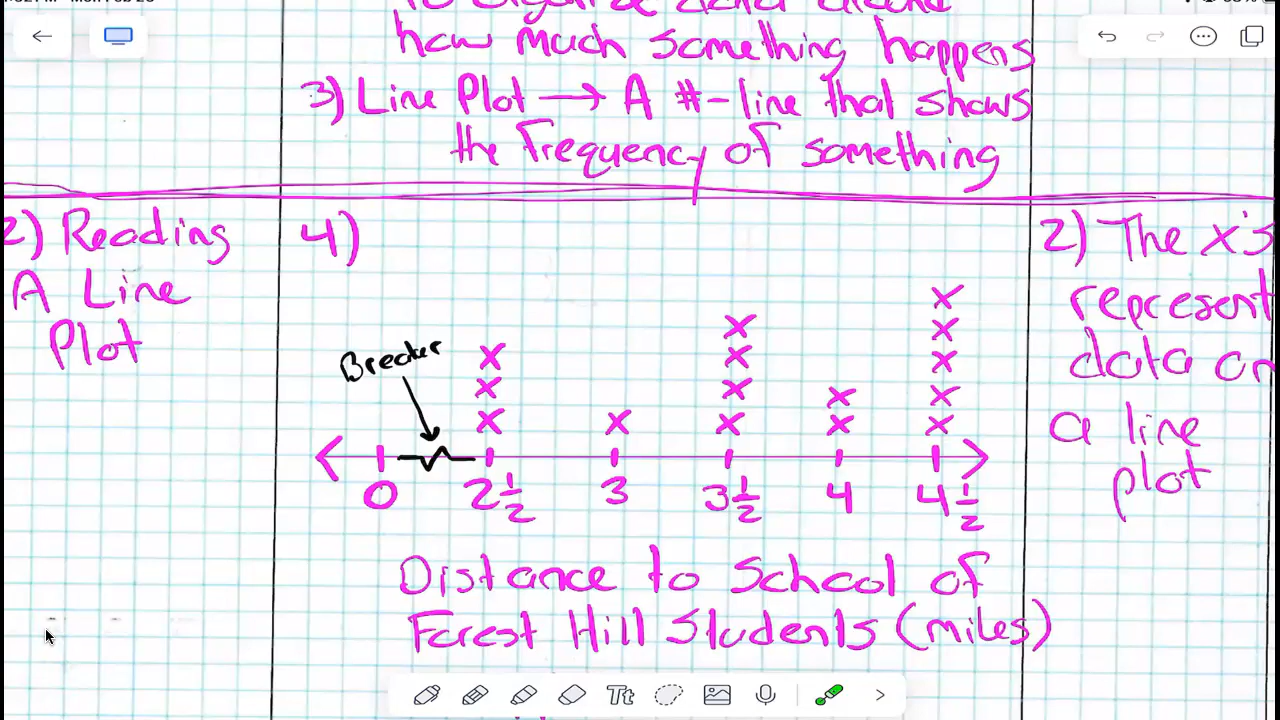 how much something happens
3) Line Plot → A #-line that shows
the frequency of something
2) Reading
A Line
Plot
4)
Breaker
0 2 1/2 3 3 1/2 4 4 1/2
Distance to School of
Forest Hill Students (miles)
2) The x's
represent
data on
a line
plot
Tt